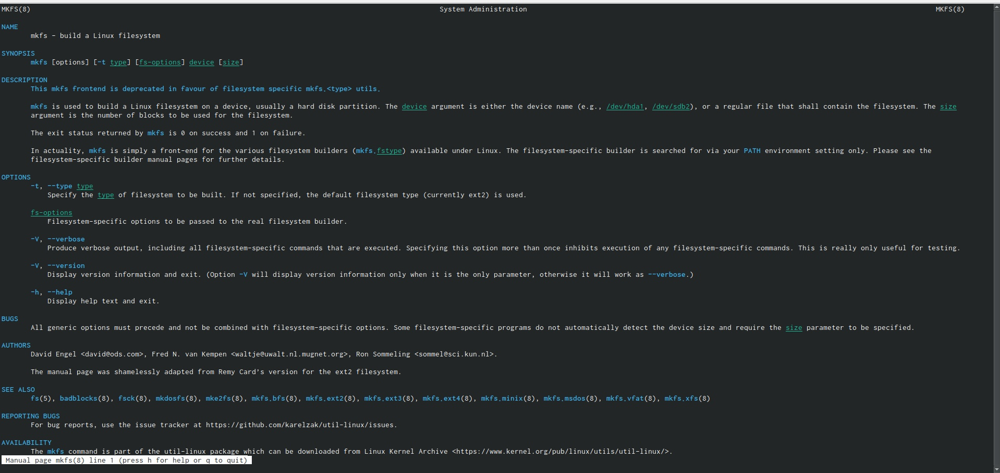 MKFS(8) System Administration MKFS(8)
NAME
mkfs - build a Linux filesystem
SYNOPSIS
mkfs [options] [-t type] [fs-options] device [size]
DESCRIPTION
This mkfs frontend is deprecated in favour of filesystem specific mkfs.<type> utils.
mkfs is used to build a Linux filesystem on a device, usually a hard disk partition. The device argument is either the device name (e.g., /dev/hda1, /dev/sdb2), or a regular file that shall contain the filesystem. The size
argument is the number of blocks to be used for the filesystem.
The exit status returned by mkfs is 0 on success and 1 on failure.
In actuality, mkfs is simply a front-end for the various filesystem builders (mkfs.fstype) available under Linux. The filesystem-specific builder is searched for via your PATH environment setting only. Please see the
filesystem-specific builder manual pages for further details.
OPTIONS
-t, --type type
Specify the type of filesystem to be built. If not specified, the default filesystem type (currently ext2) is used.
fs-options
Filesystem-specific options to be passed to the real filesystem builder.
-V, --verbose
Produce verbose output, including all filesystem-specific commands that are executed. Specifying this option more than once inhibits execution of any filesystem-specific commands. This is really only useful for testing.
-V, --version
Display version information and exit. (Option -V will display version information only when it is the only parameter, otherwise it will work as --verbose.)
-h, --help
Display help text and exit.
BUGS
All generic options must precede and not be combined with filesystem-specific options. Some filesystem-specific programs do not automatically detect the device size and require the size parameter to be specified.
AUTHORS
David Engel <david@ods.com>, Fred N. van Kempen <waltje@uwalt.nl.mugnet.org>, Ron Sommeling <sommel@sci.kun.nl>.
The manual page was shamelessly adapted from Remy Card's version for the ext2 filesystem.
SEE ALSO
fs(5), badblocks(8), fsck(8), mkdosfs(8), mke2fs(8), mkfs.bfs(8), mkfs.ext2(8), mkfs.ext3(8), mkfs.ext4(8), mkfs.minix(8), mkfs.msdos(8), mkfs.vfat(8), mkfs.xfs(8)
REPORTING BUGS
For bug reports, use the issue tracker at https://github.com/karelzak/util-linux/issues.
AVAILABILITY
The mkfs command is part of the util-linux package which can be downloaded from Linux Kernel Archive <https://www.kernel.org/pub/linux/utils/util-linux/>.
Manual page mkfs(8) line 1 (press h for help or q to quit)